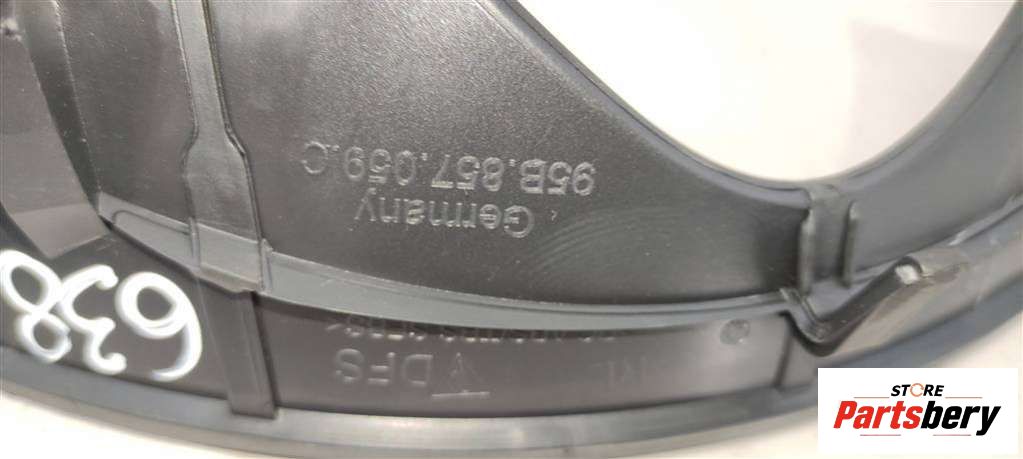 95B.857.059.C
Germany
DFS
638
STORE
Partsbery